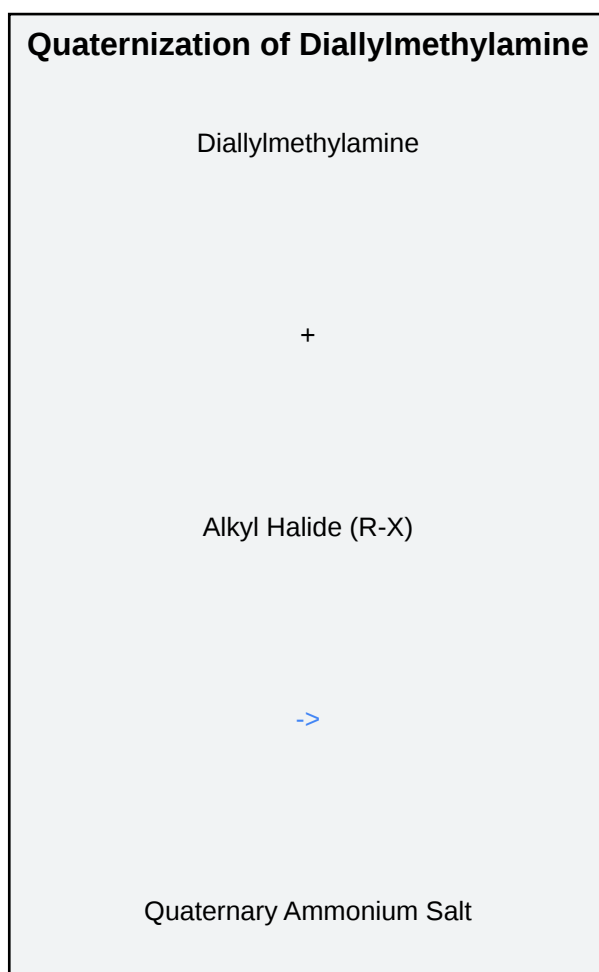 Quaternization of Diallylmethylamine
Diallylmethylamine
+
Alkyl Halide (R-X)
->
Quaternary Ammonium Salt